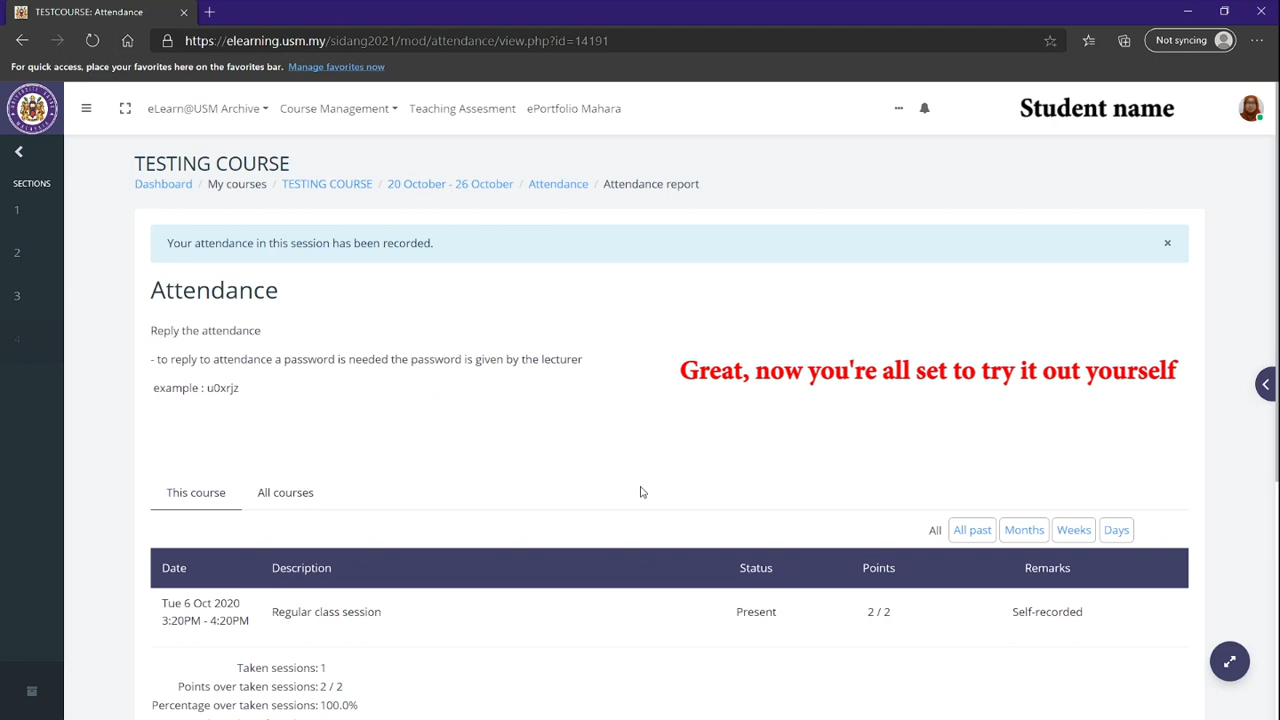 TESTCOURSE: Attendance
https://elearning.usm.my/sidang2021/mod/attendance/view.php?id=14191
Not syncing
For quick access, place your favorites here on the favorites bar. Manage favorites now
eLearn@USM Archive
Course Management
Teaching Assesment
ePortfolio Mahara
Student name
SECTIONS
1
2
3
4
TESTING COURSE
Dashboard / My courses / TESTING COURSE / 20 October - 26 October / Attendance / Attendance report
Your attendance in this session has been recorded.
Attendance
Reply the attendance
- to reply to attendance a password is needed the password is given by the lecturer
example : u0xrjz
Great, now you're all set to try it out yourself
This course
All courses
All
All past
Months
Weeks
Days
Date Description Status Points Remarks
Tue 6 Oct 2020
3:20PM - 4:20PM
Regular class session Present 2 / 2 Self-recorded
Taken sessions: 1
Points over taken sessions: 2 / 2
Percentage over taken sessions: 100.0%